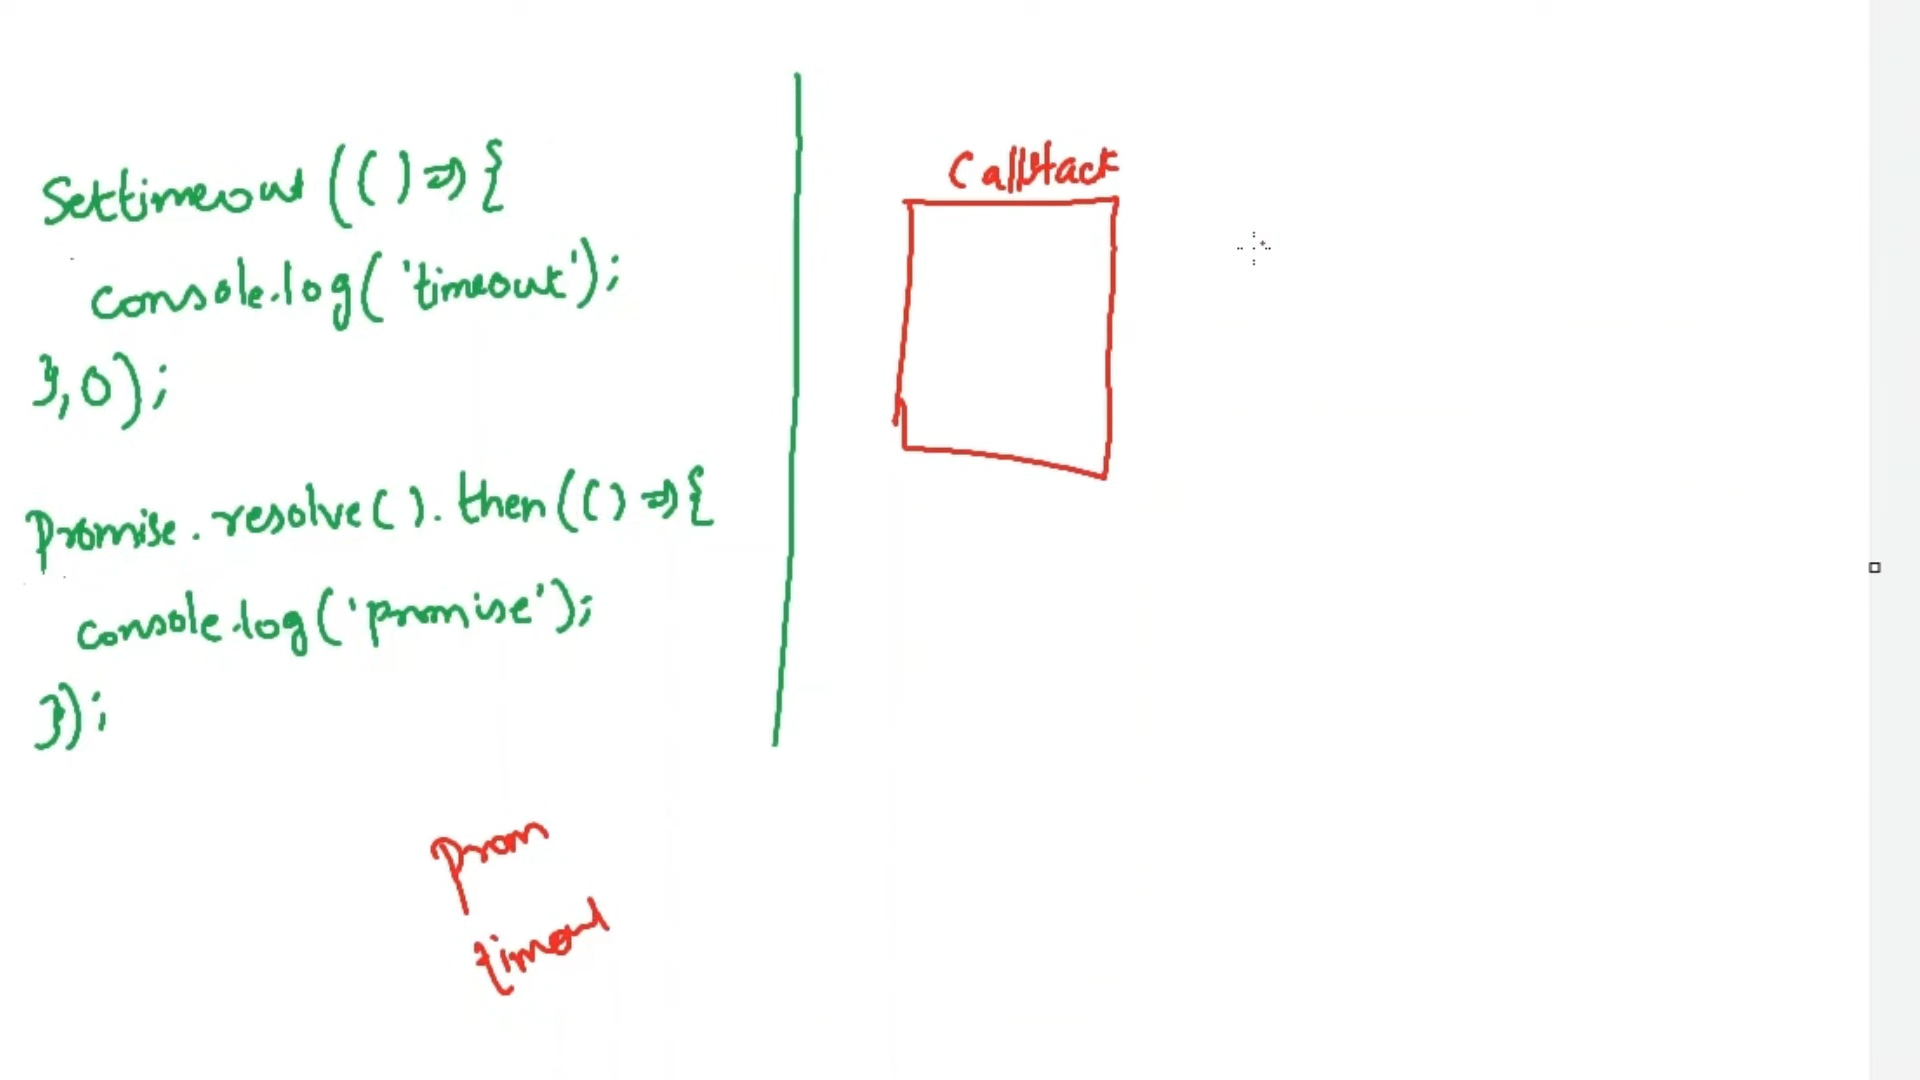 Settimeout (() => {
console.log('timeout');
},0);
Promise.resolve().then(() => {
console.log('promise');
});
Prom
timeout
Callstack